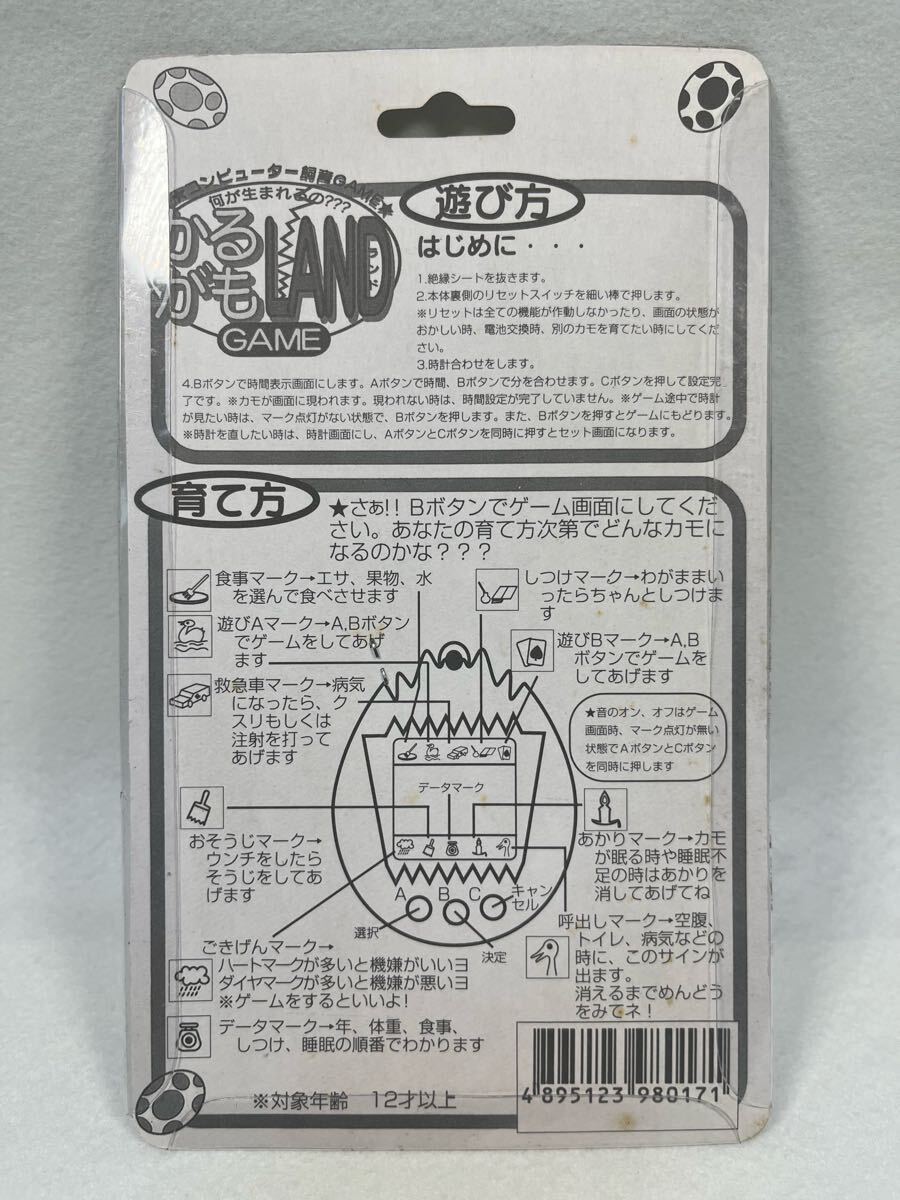 コンピューター飼育GAME★
何が生まれるの???
かる
がも LAND
ランド
GAME
遊び方
はじめに・・・
1.絶縁シートを抜きます。
2.本体裏側のリセットスイッチを細い棒で押します。
※リセットは全ての機能が作動しなかったり、画面の状態が
おかしい時、電池交換時、別のカモを育てたい時にしてくだ
さい。
3.時計合わせをします。
4.Bボタンで時間表示画面にします。Aボタンで時間、Bボタンで分を合わせます。Cボタンを押して設定完
了です。※カモが画面に現われます。現われない時は、時間設定が完了していません。※ゲーム途中で時計
が見たい時は、マーク点灯がない状態で、Bボタンを押します。また、Bボタンを押すとゲームにもどります。
※時計を直したい時は、時計画面にし、AボタンとCボタンを同時に押すとセット画面になります。
育て方
★さぁ!! Bボタンでゲーム画面にしてくだ
さい。あなたの育て方次第でどんなカモに
なるのかな???
食事マーク→エサ、果物、水
を選んで食べさせます
遊びAマーク→A,Bボタン
でゲームをしてあげ
ます
救急車マーク→病気
になったら、ク
スリもしくは
注射を打って
あげます
しつけマーク→わがままい
ったらちゃんとしつけま
す
遊びBマーク→A,B
ボタンでゲームを
してあげます
★音のオン、オフはゲーム
画面時、マーク点灯が無い
状態でAボタンとCボタン
を同時に押します
データマーク
おそうじマーク→
ウンチをしたら
そうじをしてあ
げます
あかりマーク→カモ
が眠る時や睡眠不
足の時はあかりを
消してあげてね
A B C
キャン
セル
選択
決定
呼出しマーク→空腹、
トイレ、病気などの
時に、このサインが
出ます。
消えるまでめんどう
をみてネ!
ごきげんマーク→
ハートマークが多いと機嫌がいいヨ
ダイヤマークが多いと機嫌が悪いヨ
※ゲームをするといいよ!
データマーク→年、体重、食事、
しつけ、睡眠の順番でわかります
※対象年齢 12才以上
4 895123 980171